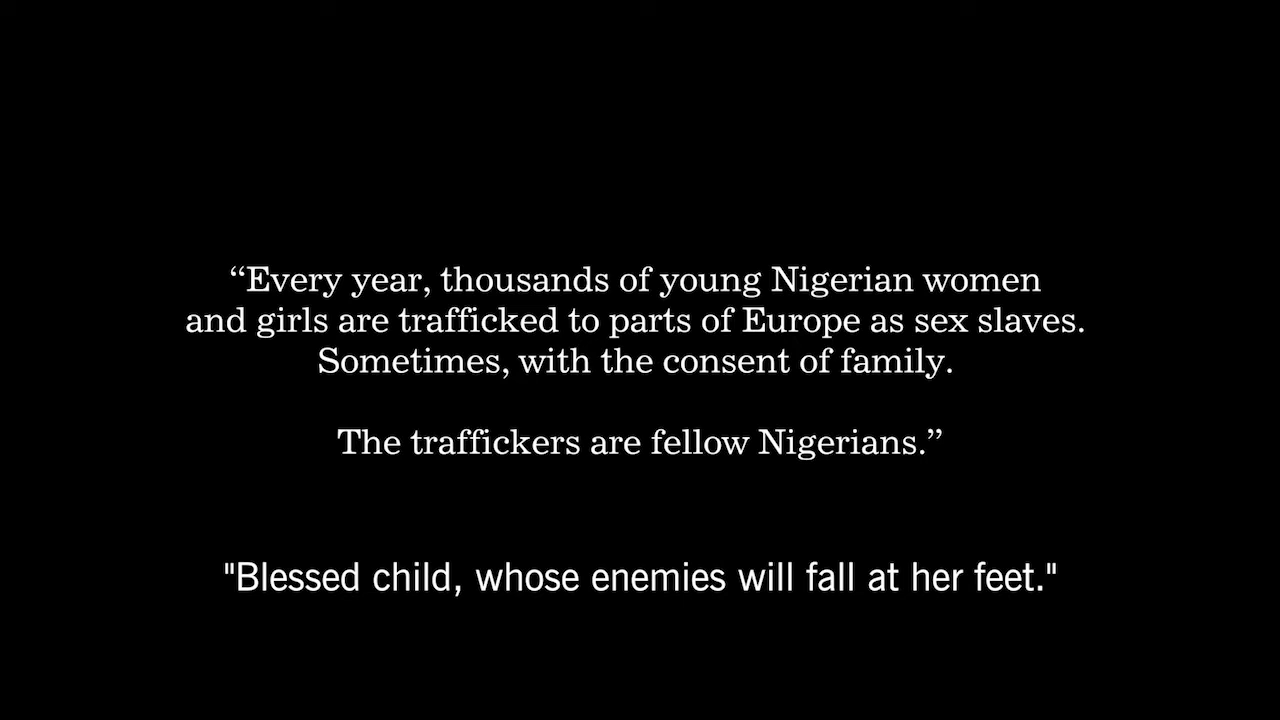 “Every year, thousands of young Nigerian women
and girls are trafficked to parts of Europe as sex slaves.
Sometimes, with the consent of family.
The traffickers are fellow Nigerians.”
"Blessed child, whose enemies will fall at her feet."